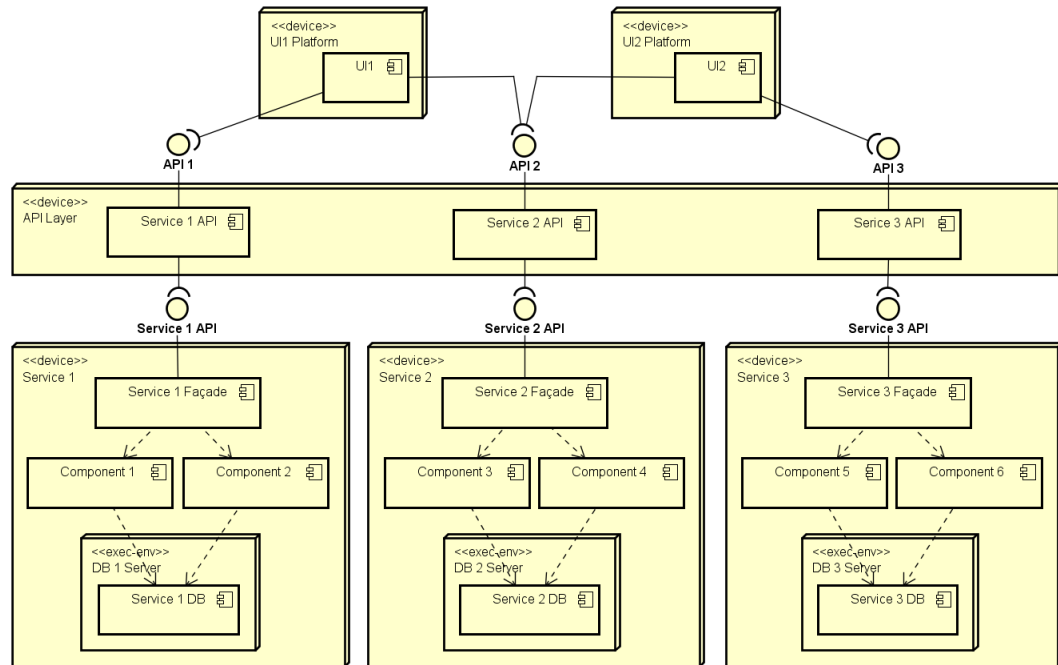 <<device>>
UI1 Platform
UI1
<<device>>
UI2 Platform
UI2
API 1
API 2
API 3
<<device>>
API Layer
Service 1 API
Service 2 API
Serice 3 API
Service 1 API
Service 2 API
Service 3 API
<<device>>
Service 1
Service 1 Façade
Component 1
Component 2
<<exec-env>>
DB 1 Server
Service 1 DB
<<device>>
Service 2
Service 2 Façade
Component 3
Component 4
<<exec-env>>
DB 2 Server
Service 2 DB
<<device>>
Service 3
Service 3 Façade
Component 5
Component 6
<<exec-env>>
DB 3 Server
Service 3 DB